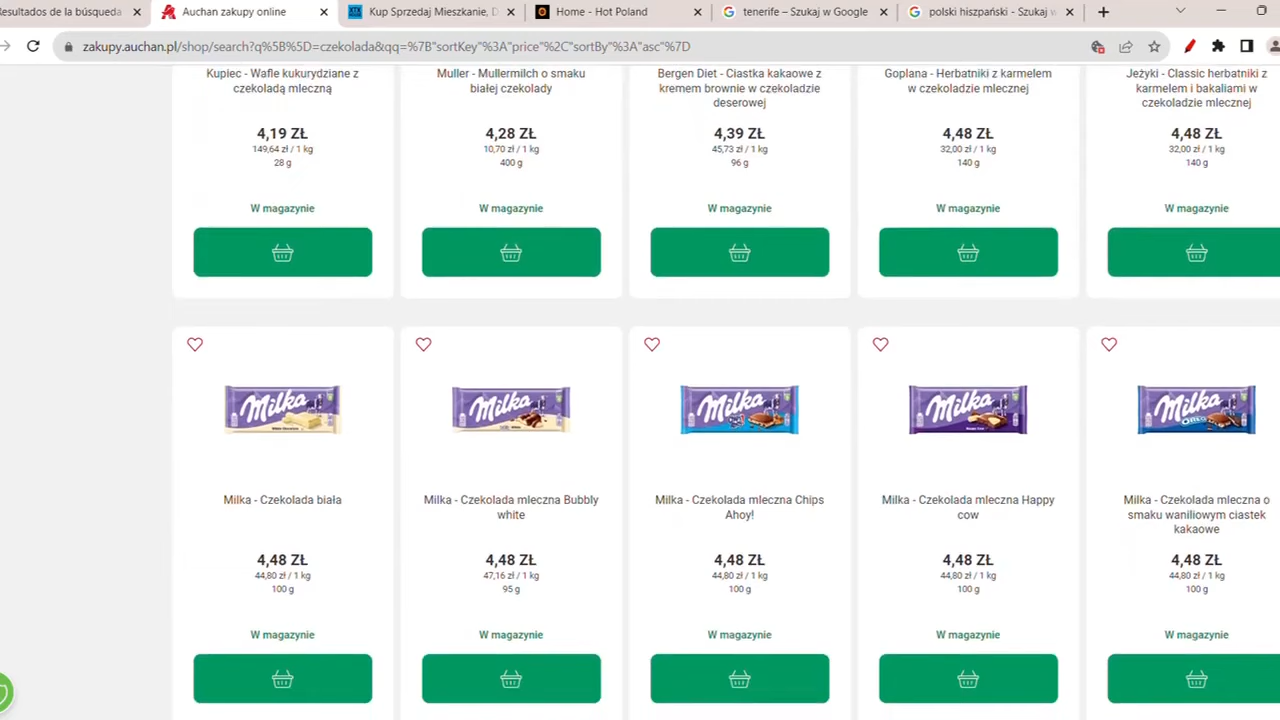 Resultados de la búsqueda
Auchan zakupy online
Kup Sprzedaj Mieszkanie, D
Home - Hot Poland
tenerife – Szukaj w Google
polski hiszpański - Szukaj w
zakupy.auchan.pl/shop/search?q%5B%5D=czekolada&qq=%7B"sortKey"%3A"price"%2C"sortBy"%3A"asc"%7D
Kupiec - Wafle kukurydziane z
czekoladą mleczną
4,19 ZŁ
149,64 zł / 1 kg
28 g
W magazynie
Muller - Mullermilch o smaku
białej czekolady
4,28 ZŁ
10,70 zł / 1 kg
400 g
W magazynie
Bergen Diet - Ciastka kakaowe z
kremem brownie w czekoladzie
deserowej
4,39 ZŁ
45,73 zł / 1 kg
96 g
W magazynie
Goplana - Herbatniki z karmelem
w czekoladzie mlecznej
4,48 ZŁ
32,00 zł / 1 kg
140 g
W magazynie
Jeżyki - Classic herbatniki z
karmelem i bakaliami w
czekoladzie mlecznej
4,48 ZŁ
32,00 zł / 1 kg
140 g
W magazynie
Milka
Milka - Czekolada biała
4,48 ZŁ
44,80 zł / 1 kg
100 g
W magazynie
Milka
Milka - Czekolada mleczna Bubbly
white
4,48 ZŁ
47,16 zł / 1 kg
95 g
W magazynie
Milka
Milka - Czekolada mleczna Chips
Ahoy!
4,48 ZŁ
44,80 zł / 1 kg
100 g
W magazynie
Milka
Milka - Czekolada mleczna Happy
cow
4,48 ZŁ
44,80 zł / 1 kg
100 g
W magazynie
Milka
OREO
Milka - Czekolada mleczna o
smaku waniliowym ciastek
kakaowe
4,48 ZŁ
44,80 zł / 1 kg
100 g
W magazynie